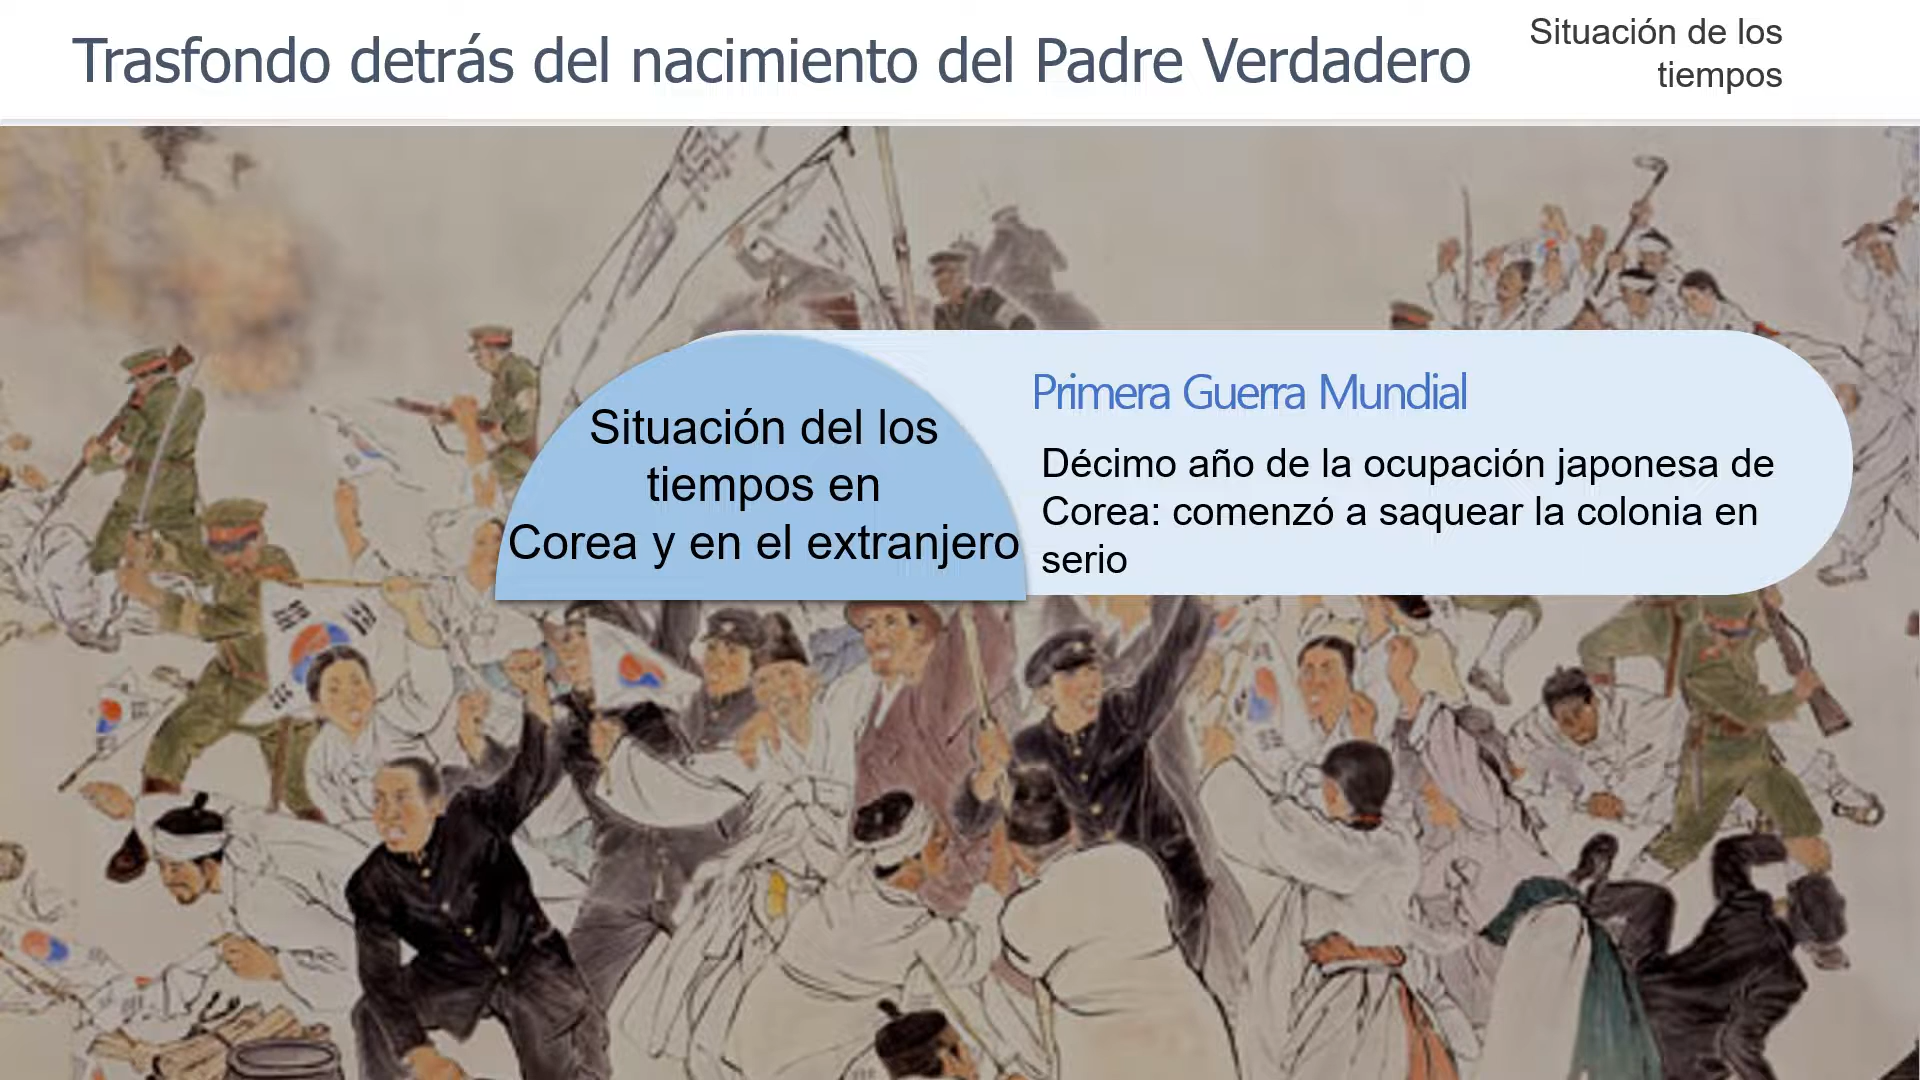 Trasfondo detrás del nacimiento del Padre Verdadero
Situación de los
tiempos
Situación del los
tiempos en
Corea y en el extranjero
Primera Guerra Mundial
Décimo año de la ocupación japonesa de
Corea: comenzó a saquear la colonia en
serio